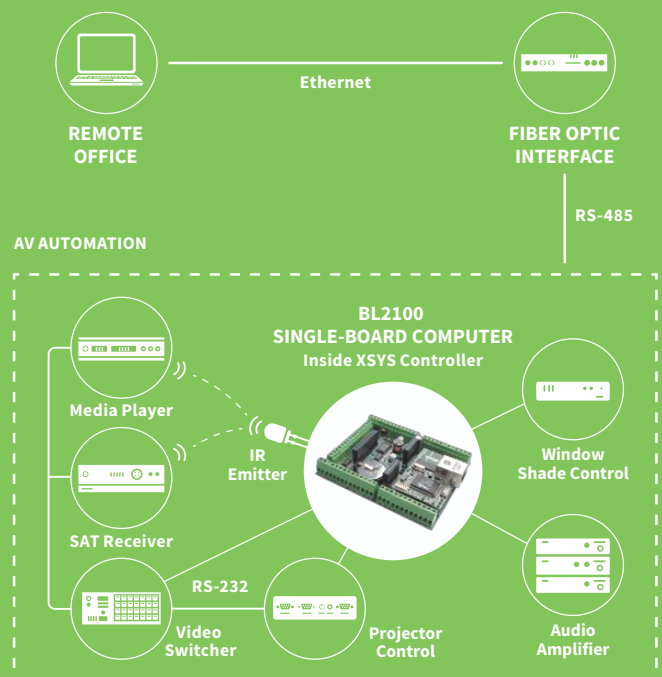 REMOTE
OFFICE
Ethernet
FIBER OPTIC
INTERFACE
RS-485
AV AUTOMATION
BL2100
SINGLE-BOARD COMPUTER
Inside XSYS Controller
Media Player
IR
Emitter
Window
Shade Control
SAT Receiver
RS-232
Video
Switcher
Projector
Control
Audio
Amplifier